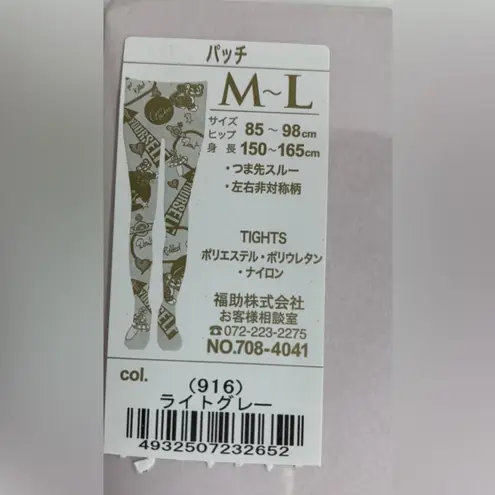 パッチ
M~L
サイズ
ヒップ 85~98cm
身長 150~165cm
・つま先スルー
・左右非対称柄
TIGHTS
ポリエステル・ポリウレタン
・ナイロン
福助株式会社
お客様相談室
☎072-223-2275
NO.708-4041
col.
(916)
ライトグレー
4932507232652